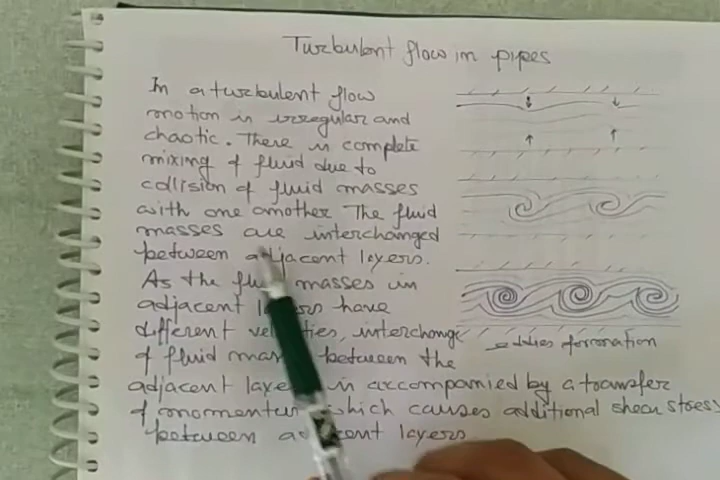 Turbulent flow in pipes
In a turbulent flow
motion is irregular and
chaotic. There is complete
mixing of fluid due to
collision of fluid masses
with one another The fluid
masses are interchanged
between adjacent layers.
As the fluid masses in
adjacent layers have
different velocities, interchange
of fluid mass between the
adjacent layers is accompanied by a transfer
of momentum which causes additional shear stress
between adjacent layers
eddies formation